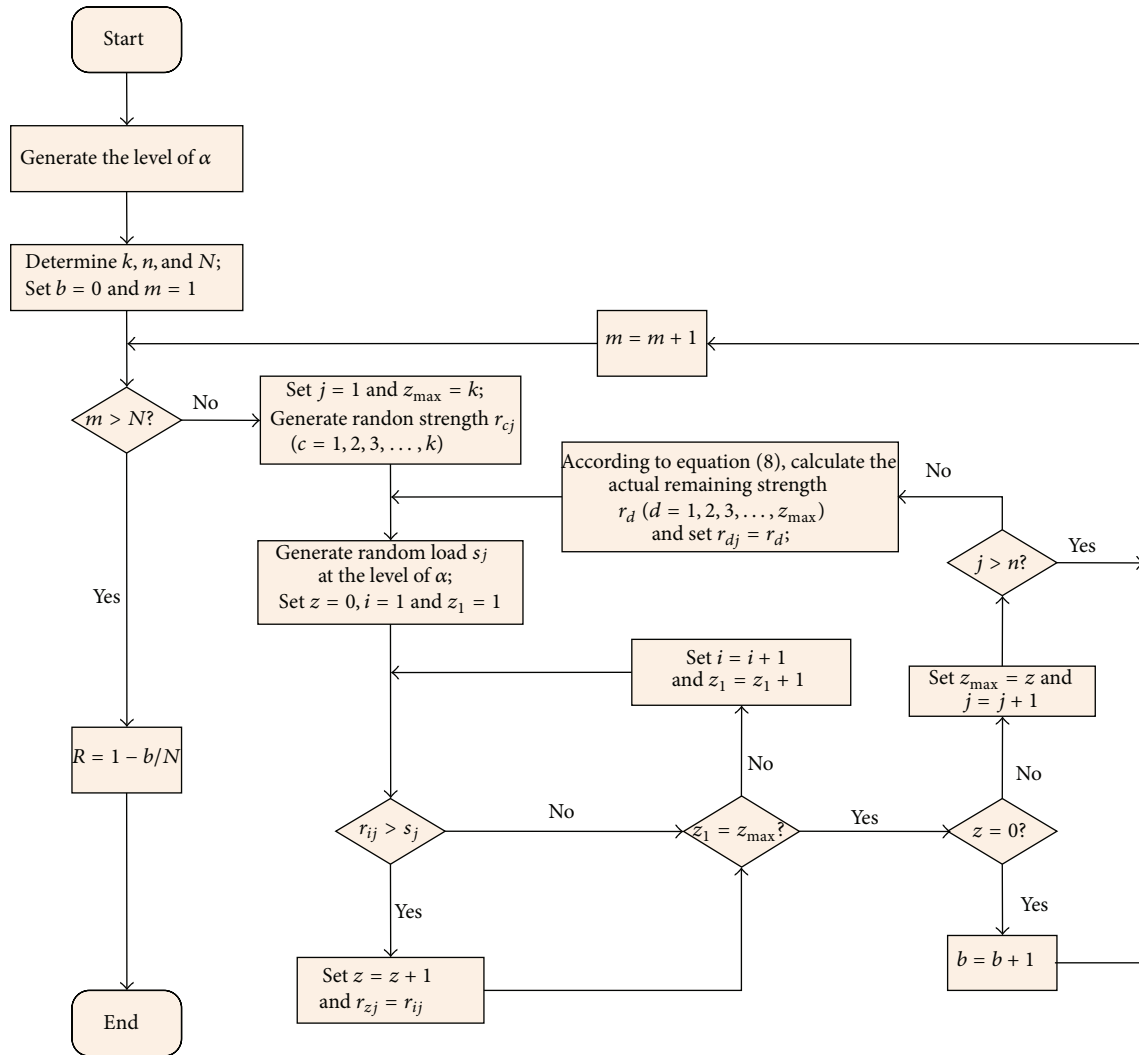 Start
Generate the level of α
Determine k, n, and N;
Set b = 0 and m = 1
m = m + 1
m > N?
No
Set j = 1 and z_max = k;
Generate randon strength r_cj
(c = 1, 2, 3, . . . , k)
According to equation (8), calculate the
actual remaining strength
r_d (d = 1, 2, 3, . . . , z_max)
and set r_dj = r_d;
No
j > n?
Yes
Generate random load s_j
at the level of α;
Set z = 0, i = 1 and z_1 = 1
Yes
Set i = i + 1
and z_1 = z_1 + 1
Set z_max = z and
j = j + 1
R = 1 − b/N
No
No
r_ij > s_j
No
z_1 = z_max?
Yes
z = 0?
Yes
Yes
Set z = z + 1
and r_zj = r_ij
b = b + 1
End